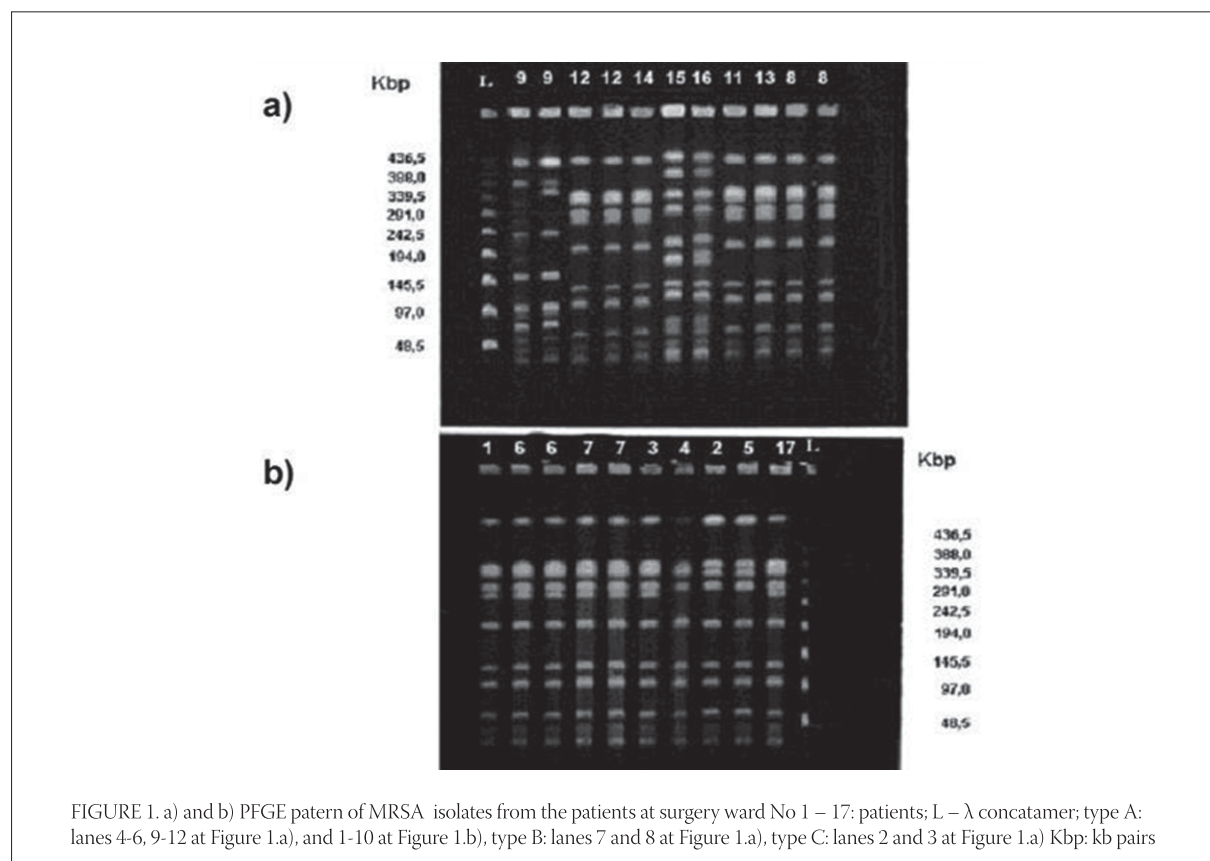 Kbp
L 9 9 12 12 14 15 16 11 13 8 8
a)
436,5
388,0
339,5
291,0
242,5
194,0
145,5
97,0
48,5
1 6 6 7 7 3 4 2 5 17 L
b)
Kbp
436,5
388,0
339,5
291,0
242,5
194,0
145,5
97,0
48,5
FIGURE 1. a) and b) PFGE patern of MRSA isolates from the patients at surgery ward No 1 – 17: patients; L – λ concatamer; type A:
lanes 4-6, 9-12 at Figure 1.a), and 1-10 at Figure 1.b), type B: lanes 7 and 8 at Figure 1.a), type C: lanes 2 and 3 at Figure 1.a) Kbp: kb pairs